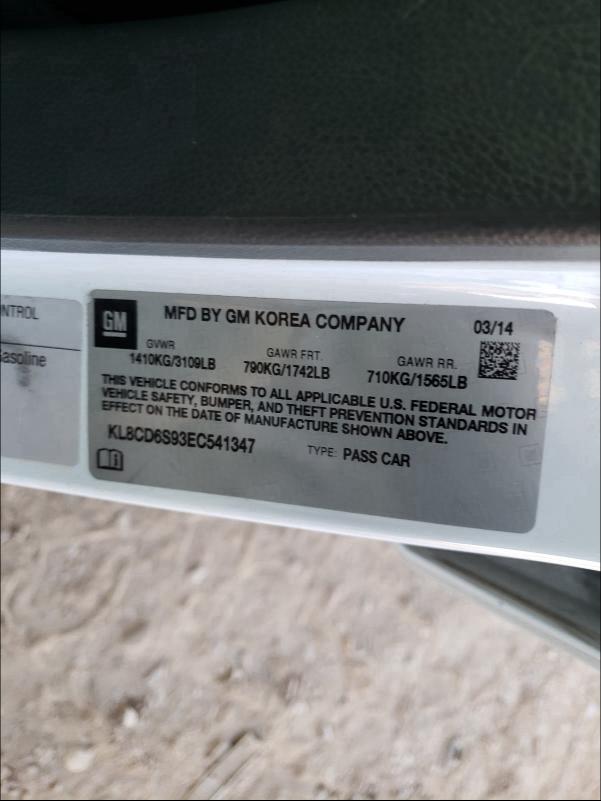 NTROL
Gasoline
GM
MFD BY GM KOREA COMPANY
03/14
GVWR
GAWR FRT.
GAWR RR.
1410KG/3109LB
790KG/1742LB
710KG/1565LB
THIS VEHICLE CONFORMS TO ALL APPLICABLE U.S. FEDERAL MOTOR
VEHICLE SAFETY, BUMPER, AND THEFT PREVENTION STANDARDS IN
EFFECT ON THE DATE OF MANUFACTURE SHOWN ABOVE.
KL8CD6S93EC541347
TYPE: PASS CAR